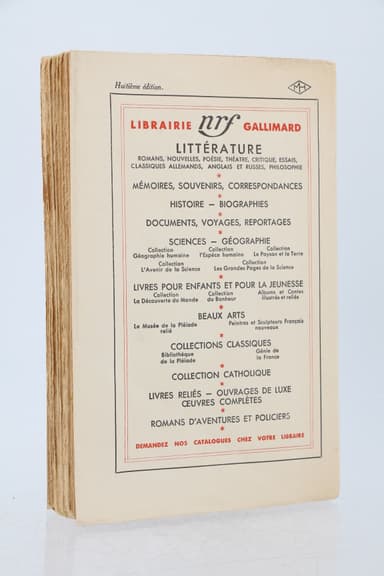 Huitième édition.
MH
LIBRAIRIE nrf GALLIMARD
LITTÉRATURE
ROMANS, NOUVELLES, POÉSIE, THÉATRE, CRITIQUE, ESSAIS,
CLASSIQUES ALLEMANDS, ANGLAIS ET RUSSES, PHILOSOPHIE
MÉMOIRES, SOUVENIRS, CORRESPONDANCES
HISTOIRE — BIOGRAPHIES
DOCUMENTS, VOYAGES, REPORTAGES
SCIENCES — GÉOGRAPHIE
Collection Collection Collection
Géographie humaine l'Espèce humaine Le Paysan et la Terre
Collection Collection
L'Avenir de la Science Les Grandes Pages de la Science
LIVRES POUR ENFANTS ET POUR LA JEUNESSE
Collection Collection Albums et Contes
La Découverte du Monde du Bonheur illustrés et reliés
BEAUX ARTS
Le Musée de la Pléiade Peintres et Sculpteurs Français
relié nouveaux
COLLECTIONS CLASSIQUES
Bibliothèque Génie de
de la Pléiade la France
COLLECTION CATHOLIQUE
LIVRES RELIÉS — OUVRAGES DE LUXE
ŒUVRES COMPLÈTES
ROMANS D'AVENTURES ET POLICIERS
DEMANDEZ NOS CATALOGUES CHEZ VOTRE LIBRAIRE